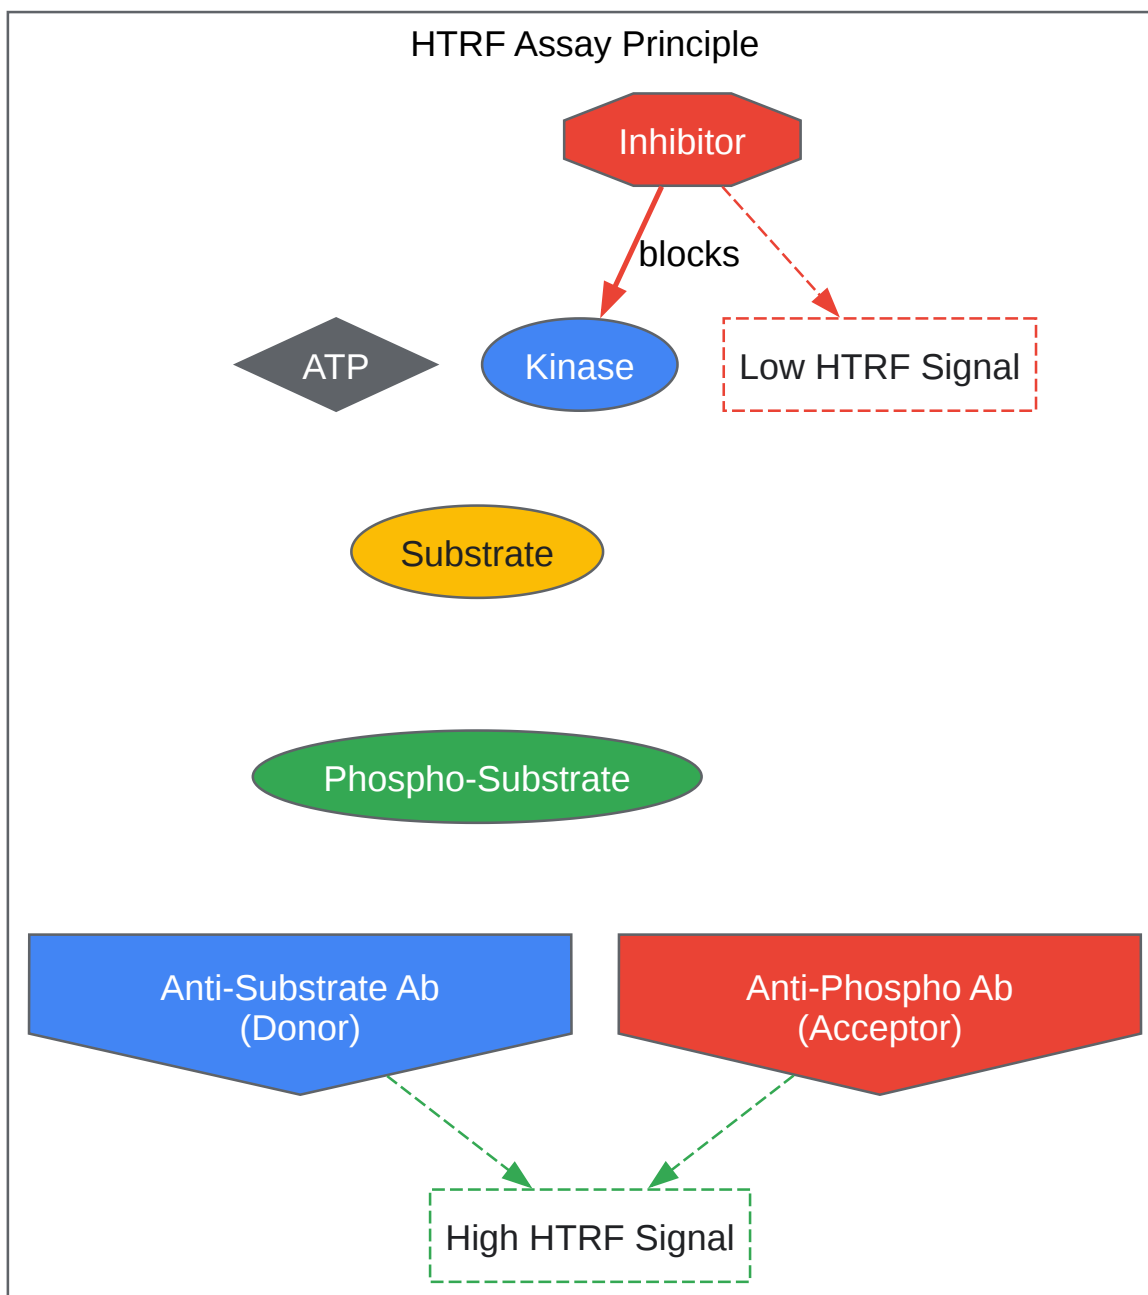 HTRF Assay Principle
Inhibitor
blocks
ATP
Kinase
Low HTRF Signal
Substrate
Phospho-Substrate
Anti-Substrate Ab
(Donor)
Anti-Phospho Ab
(Acceptor)
High HTRF Signal